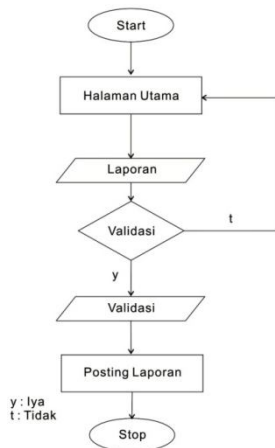 Start
Halaman Utama
Laporan
Validasi
t
y
Validasi
Posting Laporan
y : Iya
t : Tidak
Stop